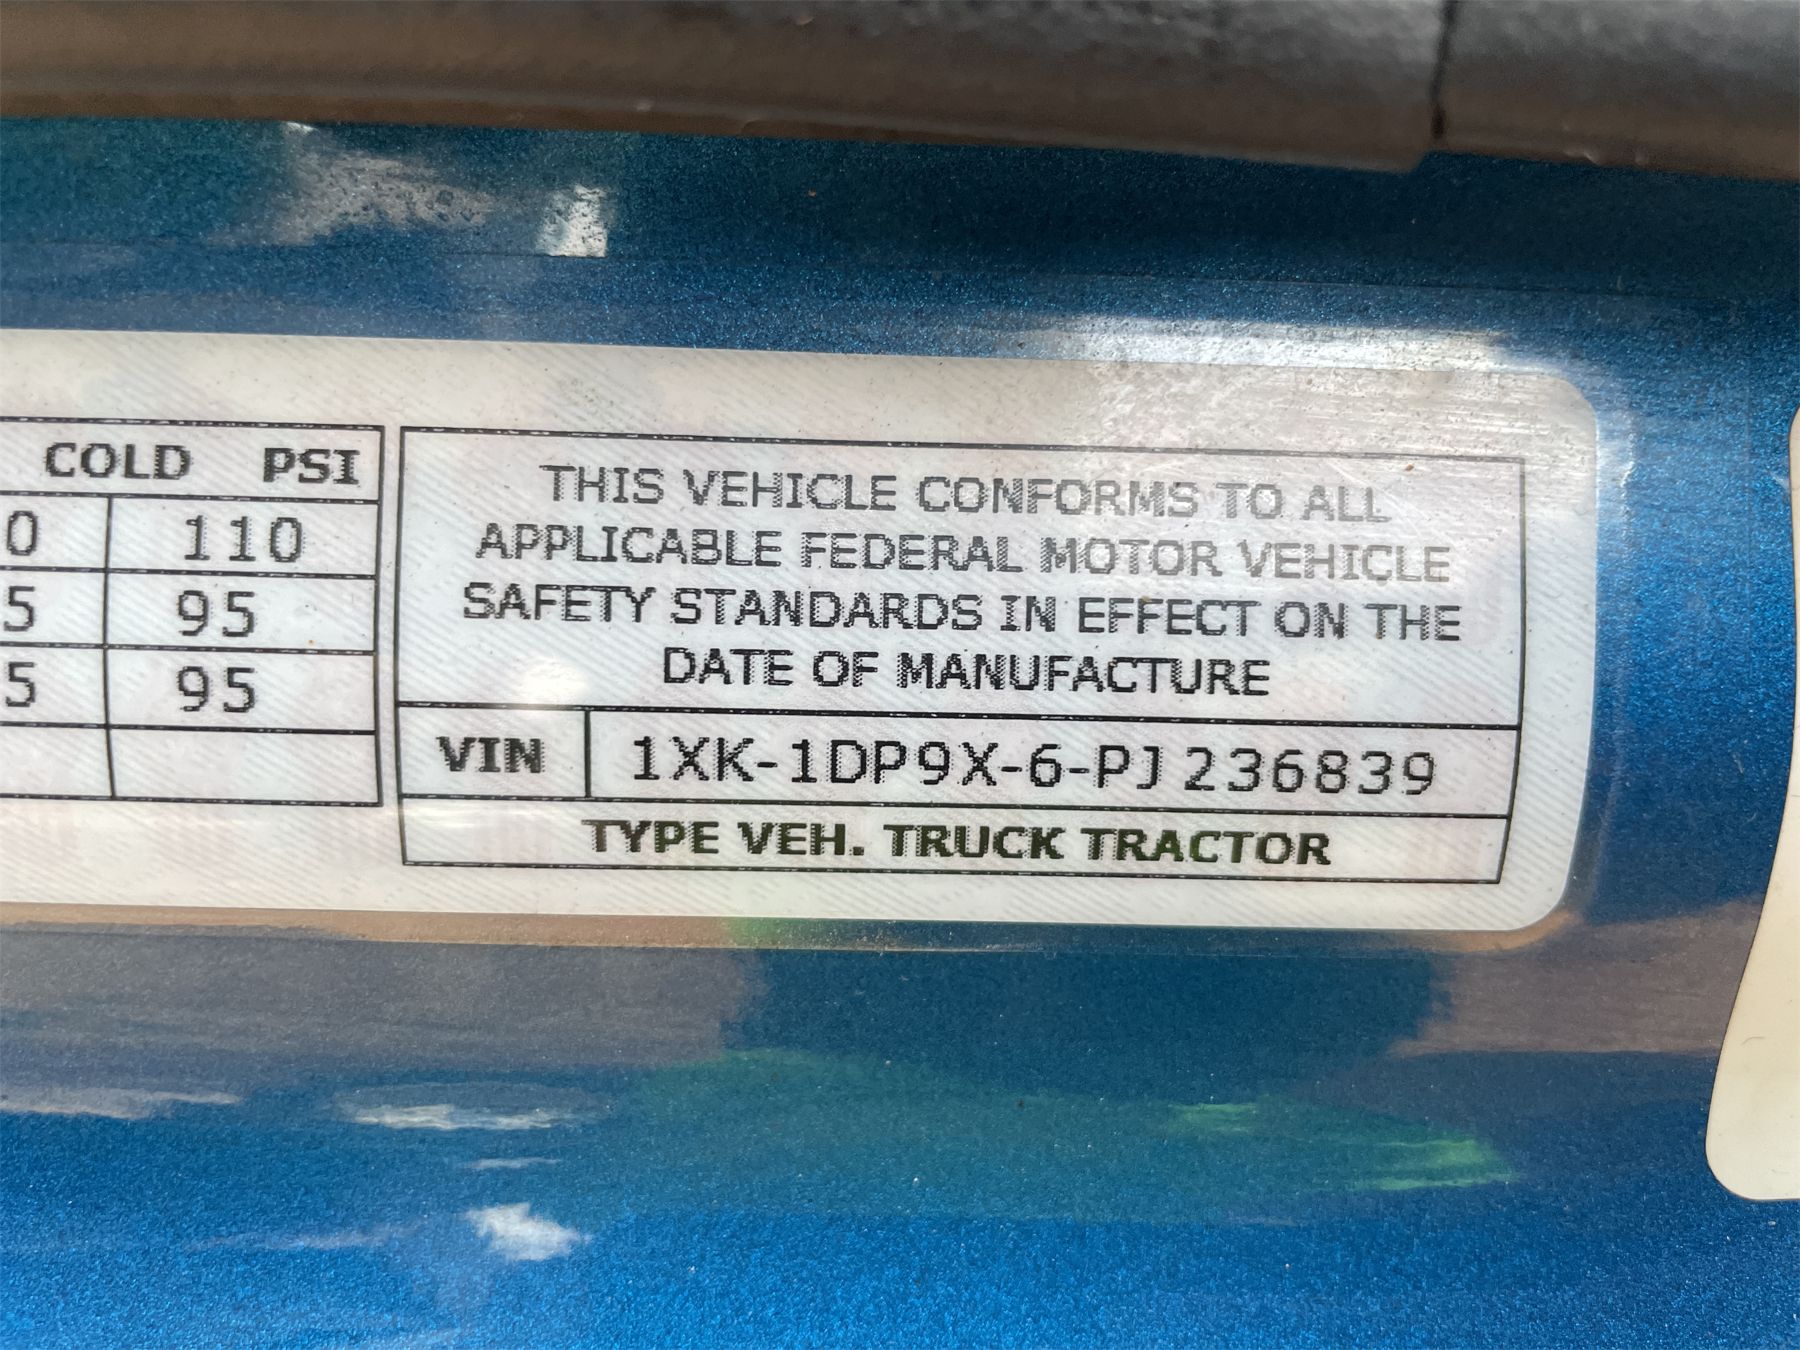 COLD PSI
0 110
5 95
5 95
THIS VEHICLE CONFORMS TO ALL
APPLICABLE FEDERAL MOTOR VEHICLE
SAFETY STANDARDS IN EFFECT ON THE
DATE OF MANUFACTURE
VIN 1XK-1DP9X-6-PJ236839
TYPE VEH. TRUCK TRACTOR